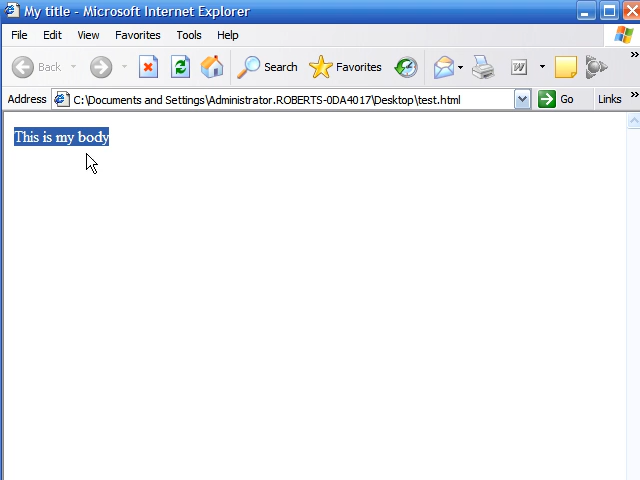 My title - Microsoft Internet Explorer
File Edit View Favorites Tools Help
Back Search Favorites W
Address C:\Documents and Settings\Administrator.ROBERTS-0DA4017\Desktop\test.html Go Links
This is my body